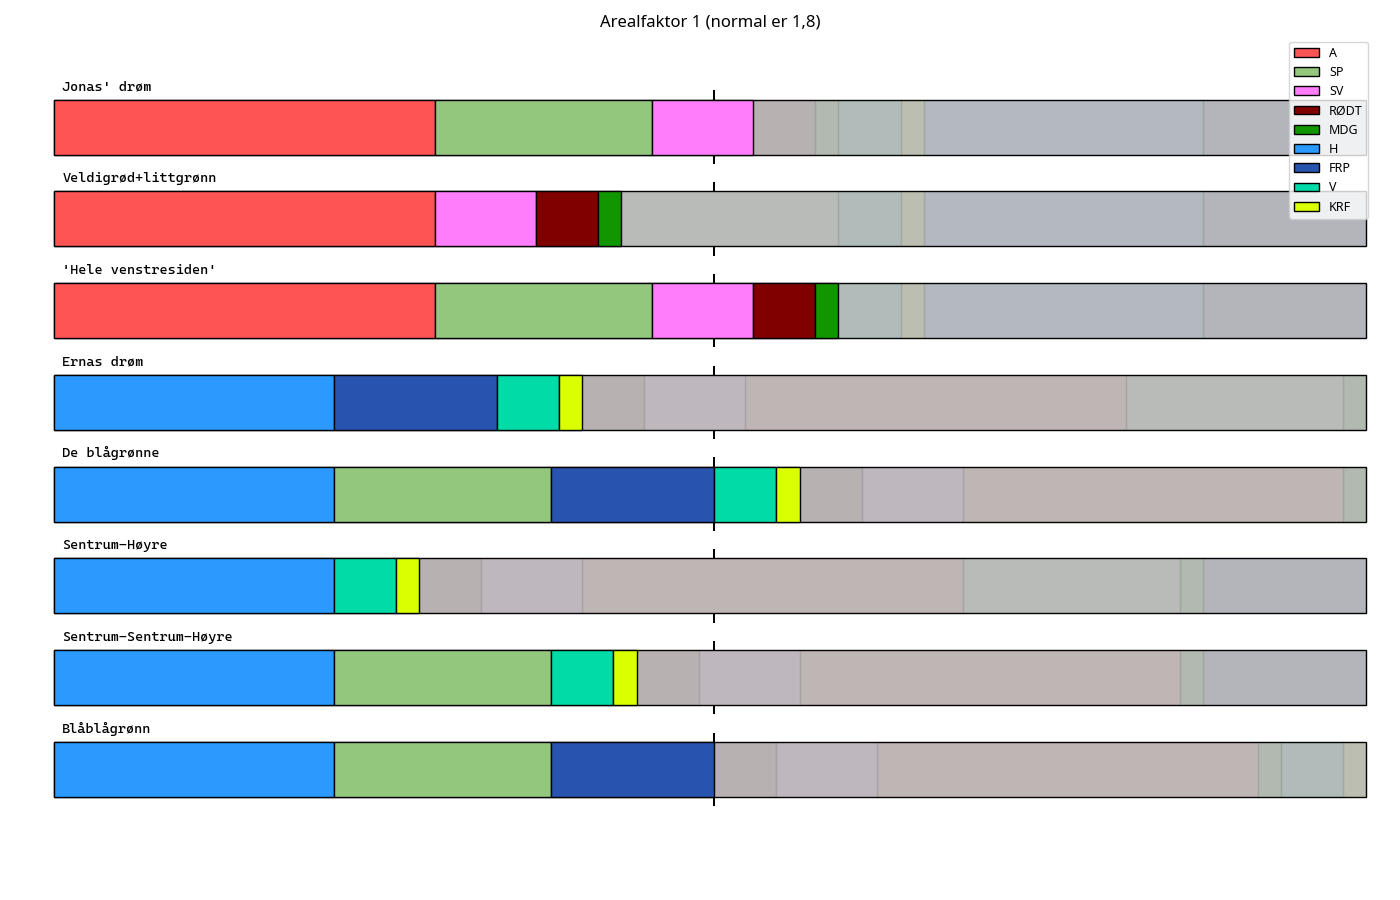 Arealfaktor 1 (normal er 1,8)
A
SP
SV
RØDT
MDG
H
FRP
V
KRF
Jonas' drøm
Veldigrød+littgrønn
'Hele venstresiden'
Ernas drøm
De blågrønne
Sentrum-Høyre
Sentrum-Sentrum-Høyre
Blåblågrønn